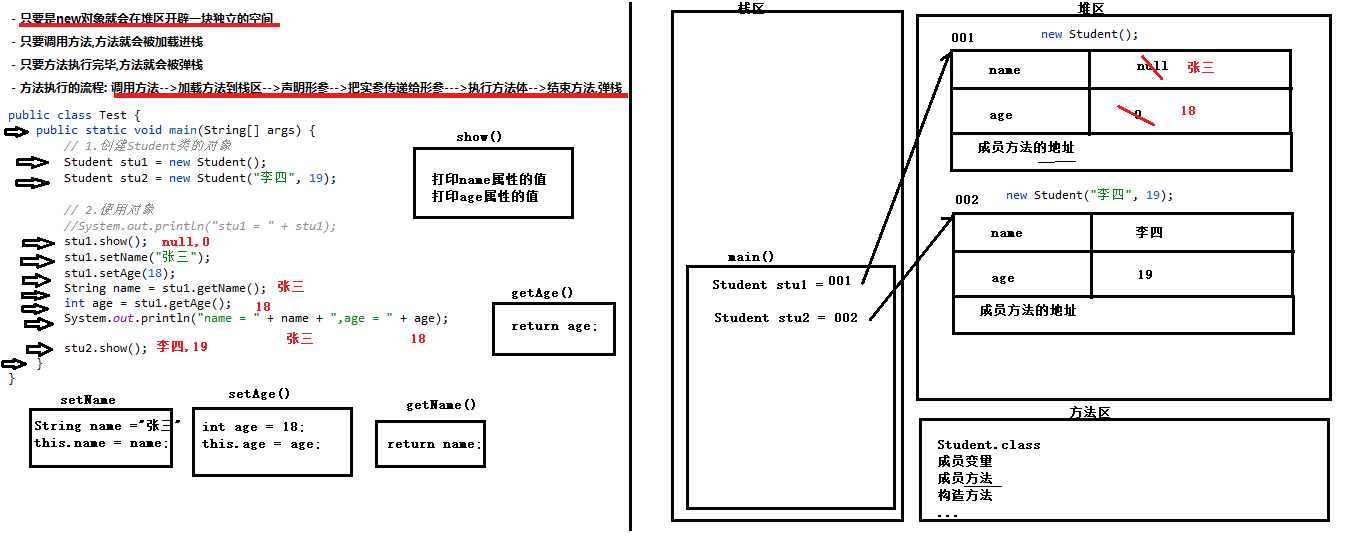 - 只要是new对象就会在堆区开辟一块独立的空间
- 只要调用方法,方法就会被加载进栈
- 只要方法执行完毕,方法就会被弹栈
- 方法执行的流程: 调用方法-->加载方法到栈区-->声明形参-->把实参传递给形参--->执行方法体-->结束方法,弹栈
public class Test {
public static void main(String[] args) {
// 1.创建Student类的对象
Student stu1 = new Student();
Student stu2 = new Student("李四", 19);
// 2.使用对象
//System.out.println("stu1 = " + stu1);
stu1.show(); null,0
stu1.setName("张三");
stu1.setAge(18);
String name = stu1.getName(); 张三
int age = stu1.getAge(); 18
System.out.println("name = " + name + ",age = " + age);
张三 18
stu2.show(); 李四,19
}
}
show()
打印name属性的值
打印age属性的值
getAge()
return age;
setName
String name ="张三"
this.name = name;
setAge()
int age = 18;
this.age = age;
getName()
return name;
栈区
main()
Student stu1 = 001
Student stu2 = 002
堆区
001 new Student();
name null 张三
age 0 18
成员方法的地址
002 new Student("李四", 19);
name 李四
age 19
成员方法的地址
方法区
Student.class
成员变量
成员方法
构造方法
...